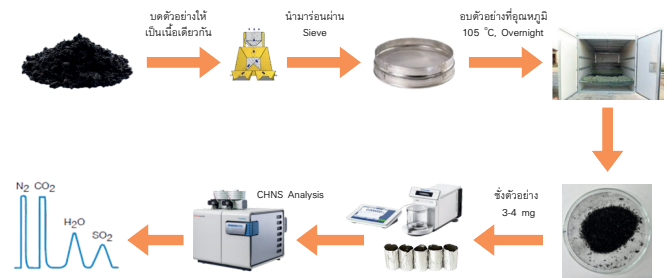 บดตัวอย่างให้
เป็นเนื้อเดียวกัน
นำมาร่อนผ่าน
Sieve
อบตัวอย่างที่อุณหภูมิ
105 °C, Overnight
ชั่งตัวอย่าง
3-4 mg
CHNS Analysis
N2 CO2
H2O
SO2